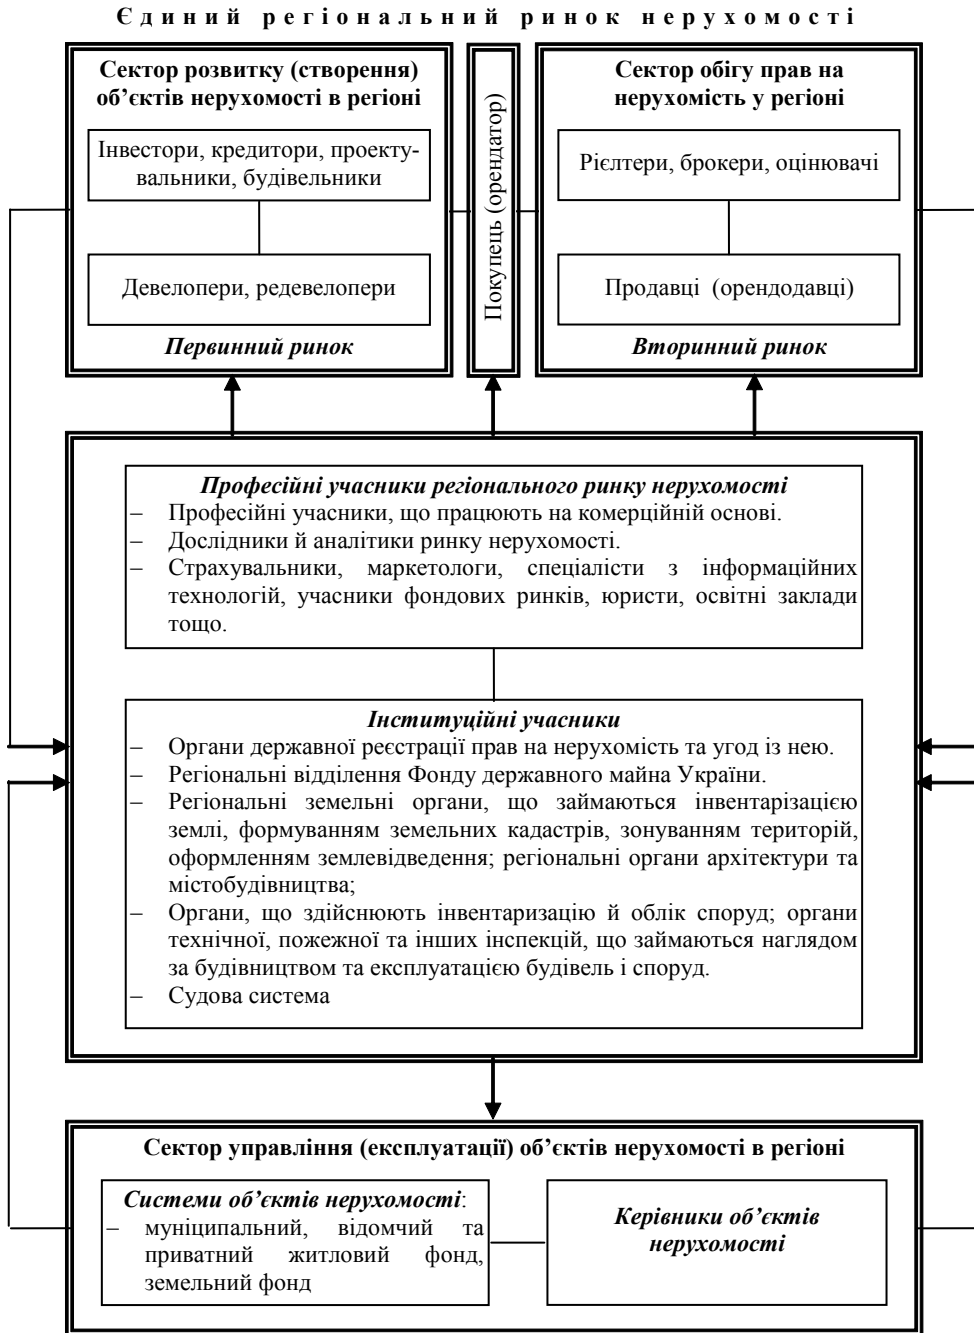 Єдиний регіональний ринок нерухомості
Сектор розвитку (створення)
об’єктів нерухомості в регіоні
Інвестори, кредитори, проекту-
вальники, будівельники
Девелопери, редевелопери
Первинний ринок
Покупець (орендатор)
Сектор обігу прав на
нерухомість у регіоні
Рієлтери, брокери, оцінювачі
Продавці (орендодавці)
Вторинний ринок
Професійні учасники регіонального ринку нерухомості
– Професійні учасники, що працюють на комерційній основі.
– Дослідники й аналітики ринку нерухомості.
– Страхувальники, маркетологи, спеціалісти з інформаційних
технологій, учасники фондових ринків, юристи, освітні заклади
тощо.
Інституційні учасники
– Органи державної реєстрації прав на нерухомість та угод із нею.
– Регіональні відділення Фонду державного майна України.
– Регіональні земельні органи, що займаються інвентарізацією
землі, формуванням земельних кадастрів, зонуванням територій,
оформленням землевідведення; регіональні органи архітектури та
містобудівництва;
– Органи, що здійснюють інвентаризацію й облік споруд; органи
технічної, пожежної та інших інспекцій, що займаються наглядом
за будівництвом та експлуатацією будівель і споруд.
– Судова система
Сектор управління (експлуатації) об’єктів нерухомості в регіоні
Системи об’єктів нерухомості:
– муніципальний, відомчий та
приватний житловий фонд,
земельний фонд
Керівники об’єктів
нерухомості